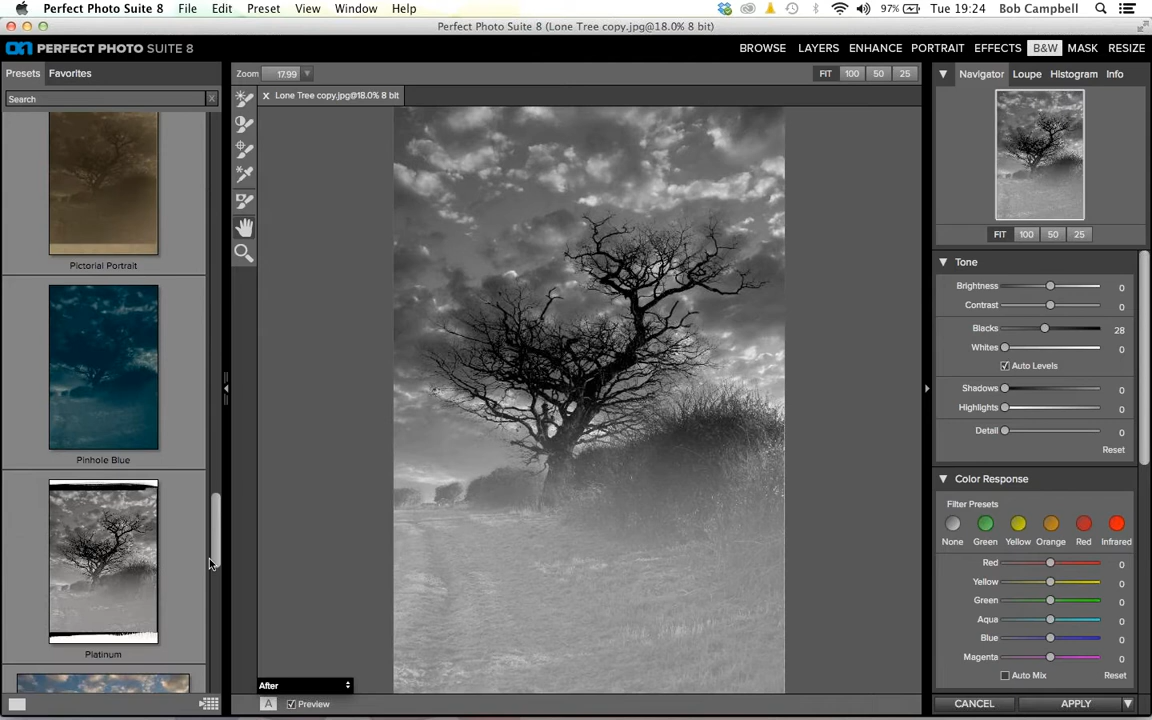 Perfect Photo Suite 8 File Edit Preset View Window Help 97% Tue 19:24 Bob Campbell
Perfect Photo Suite 8 (Lone Tree copy.jpg@18.0% 8 bit)
on PERFECT PHOTO SUITE 8 BROWSE LAYERS ENHANCE PORTRAIT EFFECTS B&W MASK RESIZE
Presets Favorites Zoom 17.99 FIT 100 50 25 Navigator Loupe Histogram Info
Search X
X Lone Tree copy.jpg@18.0% 8 bit
FIT 100 50 25
Pictorial Portrait
Tone
Brightness 0
Contrast 0
Blacks 28
Whites 0
Auto Levels
Shadows 0
Highlights 0
Detail 0
Reset
Pinhole Blue
Color Response
Filter Presets
None Green Yellow Orange Red Infrared
Red 0
Yellow 0
Green 0
Aqua 0
Blue 0
Magenta 0
Auto Mix Reset
Platinum
After
A Preview
CANCEL APPLY